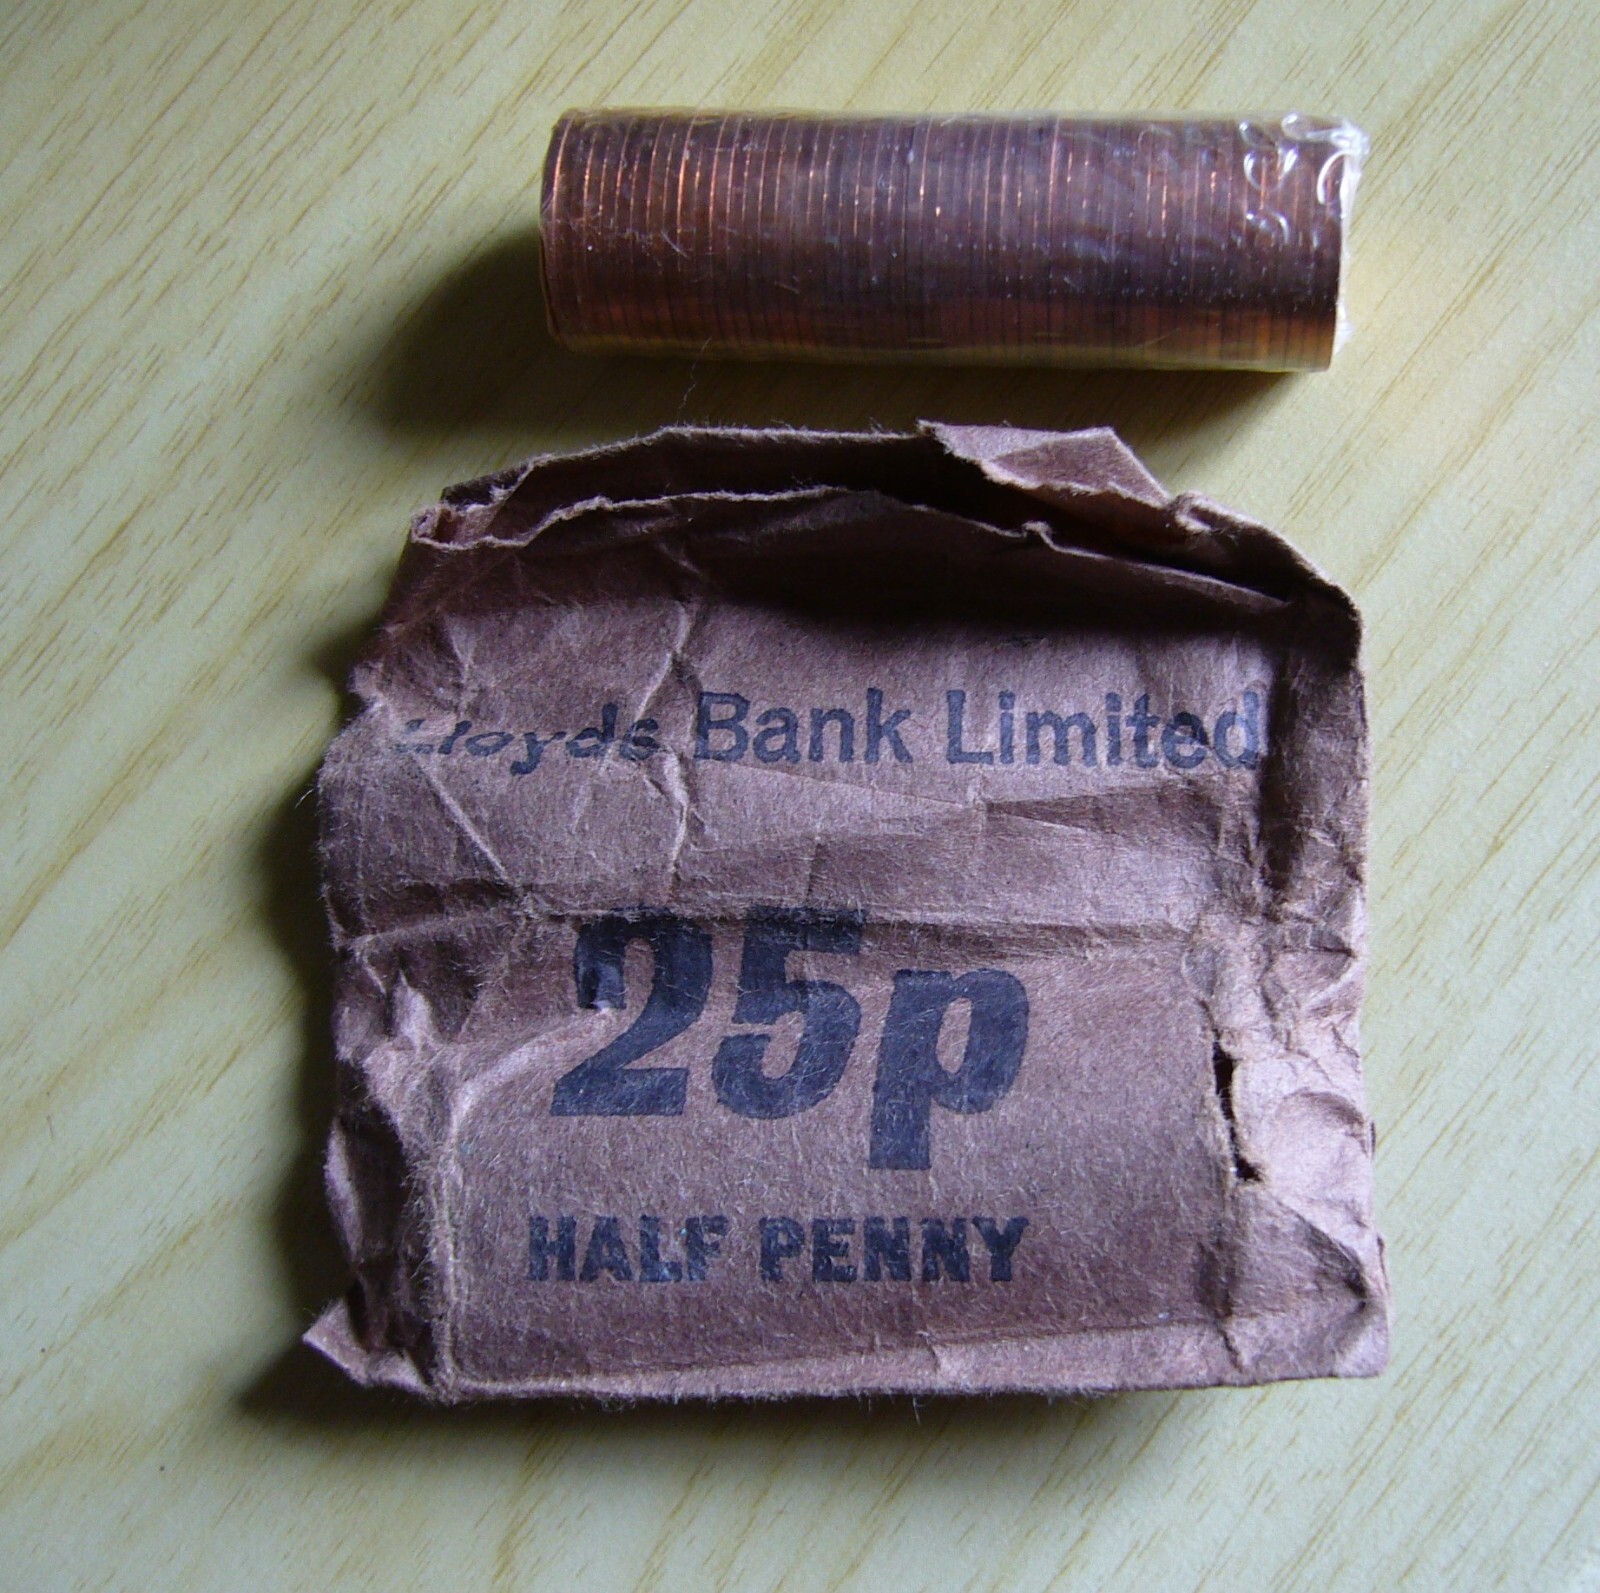 Lloyds Bank Limited
25p
HALF PENNY